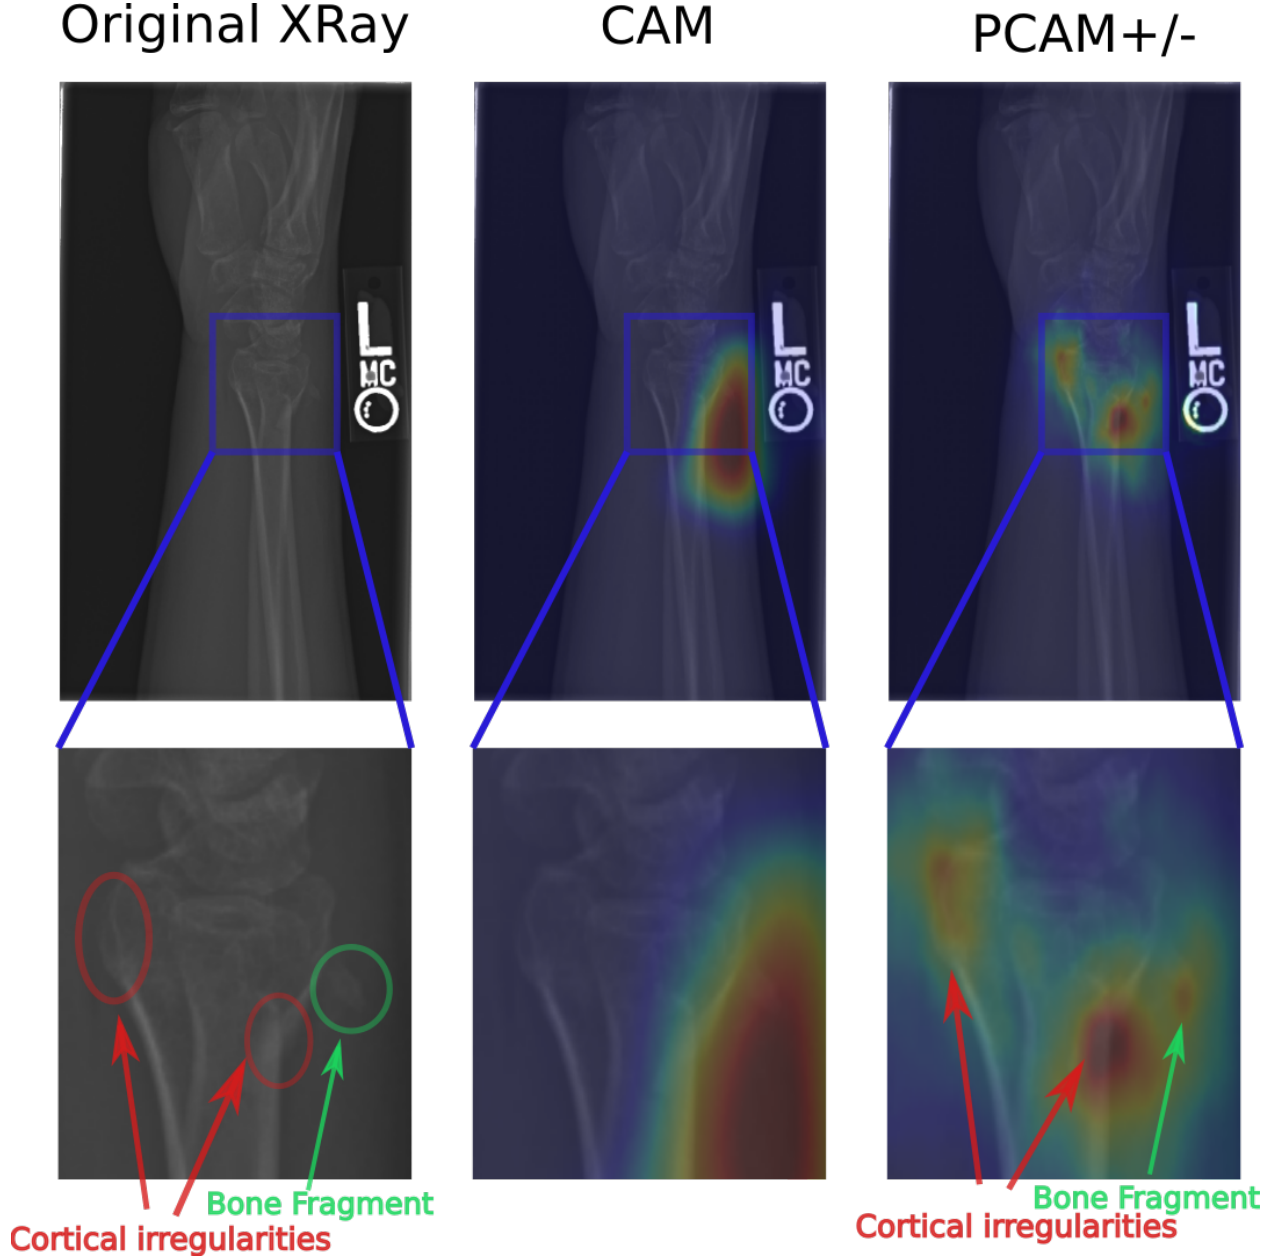 Original XRay
CAM
PCAM+/-
L
MC
L
MC
L
MC
Bone Fragment
Cortical irregularities
Bone Fragment
Cortical irregularities